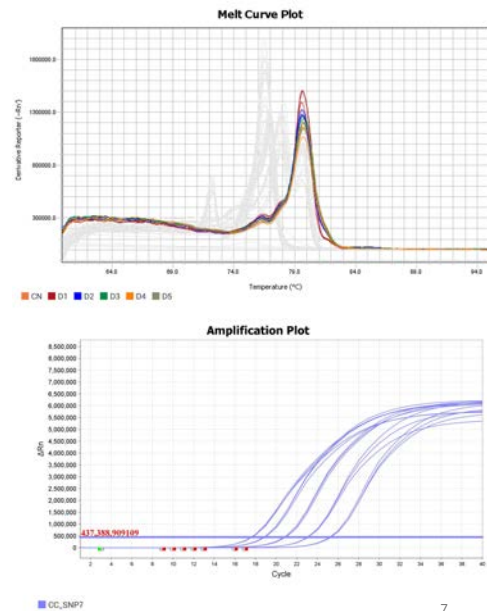 Melt Curve Plot
Derivative Reporter (-Rn')
1800000.0
1300000.0
800000.0
300000.0
64.0 69.0 74.0 79.0 84.0 89.0 94.0
Temperature (°C)
CN D1 D2 D3 D4 D5
Amplification Plot
ΔRn
8,500,000
8,000,000
7,500,000
7,000,000
6,500,000
6,000,000
5,500,000
5,000,000
4,500,000
4,000,000
3,500,000
3,000,000
2,500,000
2,000,000
1,500,000
1,000,000
500,000
0
437,388.909109
2 4 6 8 10 12 14 16 18 20 22 24 26 28 30 32 34 36 38 40
Cycle
CC_SNP7
7